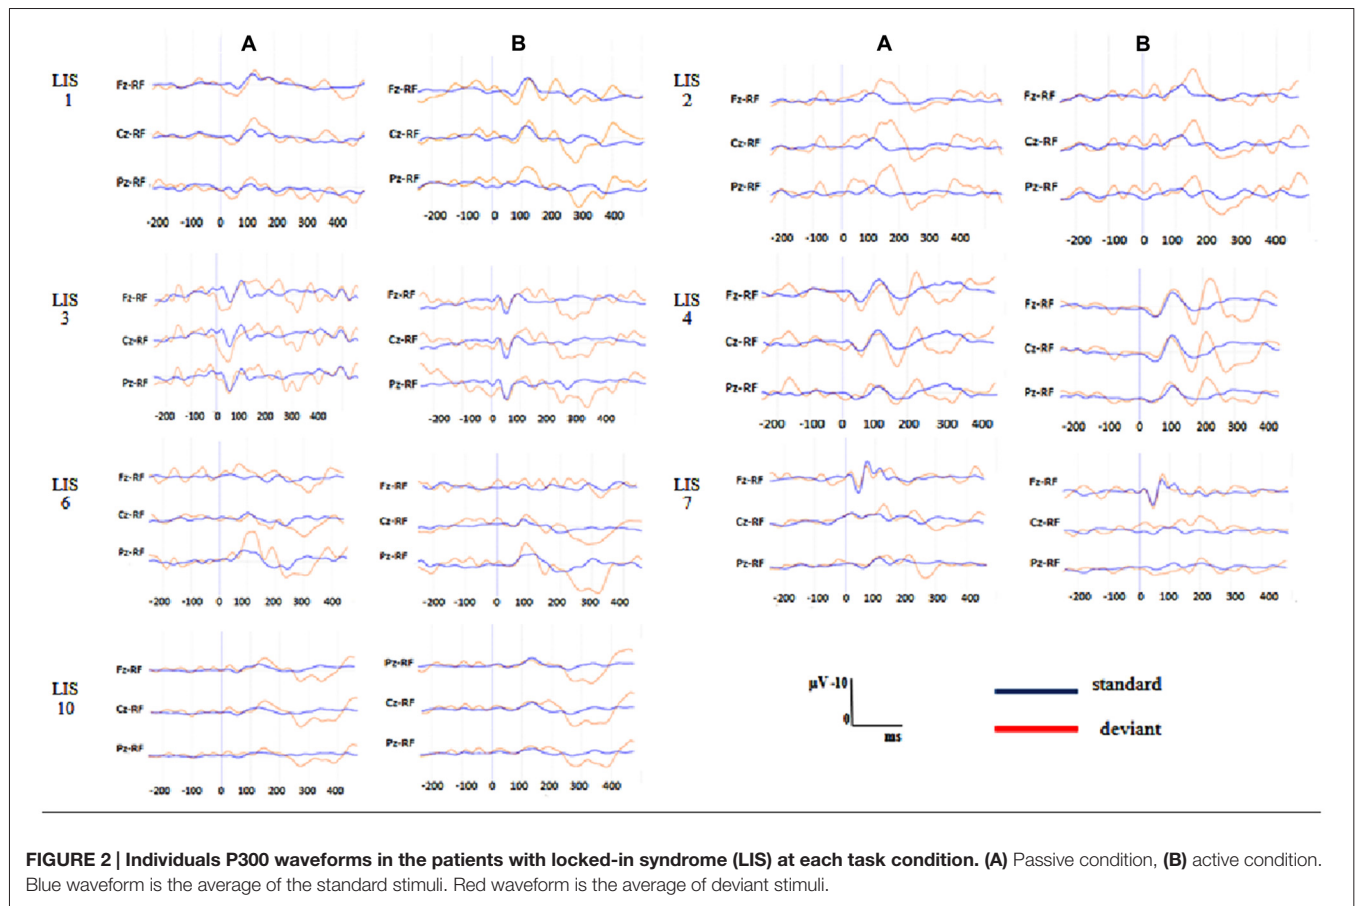 A B A B
LIS
1
Fz-RF
Cz-RF
Pz-RF
-200 -100 0 100 200 300 400
Fz-RF
Cz-RF
Pz-RF
-200 -100 0 100 200 300 400
LIS
2
Fz-RF
Cz-RF
Pz-RF
-200 -100 0 100 200 300 400
Fz-RF
Cz-RF
Pz-RF
-200 -100 0 100 200 300 400
LIS
3
Fz-RF
Cz-RF
Pz-RF
-200 -100 0 100 200 300 400
Fz-RF
Cz-RF
Pz-RF
-200 -100 0 100 200 300 400
LIS
4
Fz-RF
Cz-RF
Pz-RF
-200 -100 0 100 200 300 400
Fz-RF
Cz-RF
Pz-RF
-200 -100 0 100 200 300 400
LIS
6
Fz-RF
Cz-RF
Pz-RF
-200 -100 0 100 200 300 400
Fz-RF
Cz-RF
Pz-RF
-200 -100 0 100 200 300 400
LIS
7
Fz-RF
Cz-RF
Pz-RF
-200 -100 0 100 200 300 400
Fz-RF
Cz-RF
Pz-RF
-200 -100 0 100 200 300 400
LIS
10
Fz-RF
Cz-RF
Pz-RF
-200 -100 0 100 200 300 400
Pz-RF
Cz-RF
Pz-RF
-200 -100 0 100 200 300 400
µV -10
0
ms
standard
deviant
FIGURE 2 | Individuals P300 waveforms in the patients with locked-in syndrome (LIS) at each task condition. (A) Passive condition, (B) active condition.
Blue waveform is the average of the standard stimuli. Red waveform is the average of deviant stimuli.